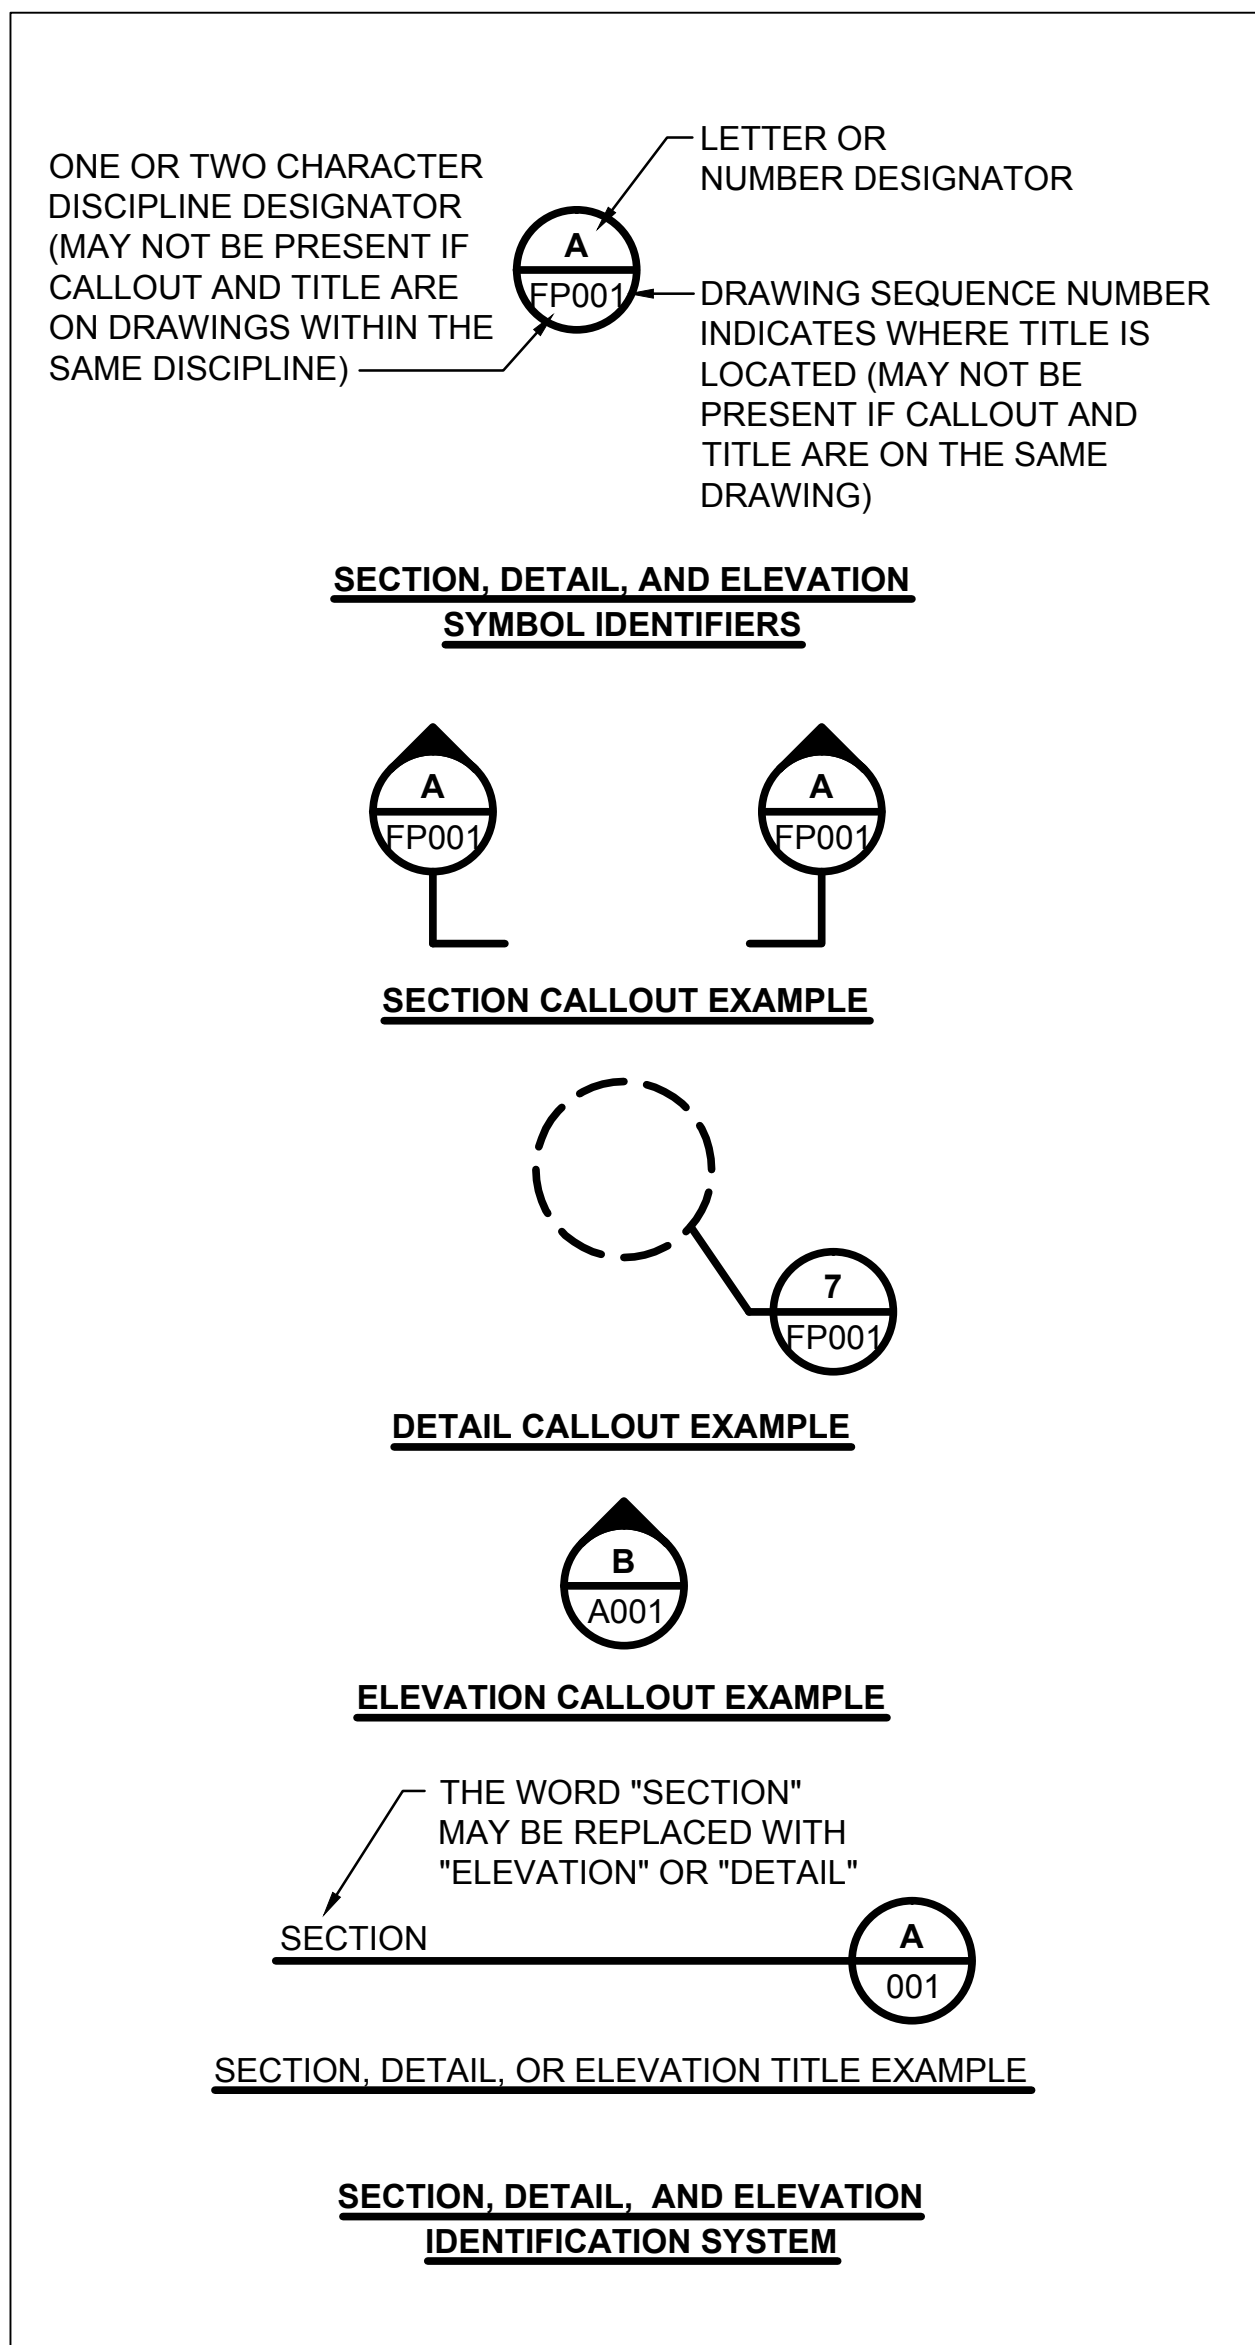 ONE OR TWO CHARACTER
DISCIPLINE DESIGNATOR
(MAY NOT BE PRESENT IF
CALLOUT AND TITLE ARE
ON DRAWINGS WITHIN THE
SAME DISCIPLINE)
A
FP001
LETTER OR
NUMBER DESIGNATOR
DRAWING SEQUENCE NUMBER
INDICATES WHERE TITLE IS
LOCATED (MAY NOT BE
PRESENT IF CALLOUT AND
TITLE ARE ON THE SAME
DRAWING)
SECTION, DETAIL, AND ELEVATION
SYMBOL IDENTIFIERS
A
FP001
A
FP001
SECTION CALLOUT EXAMPLE
7
FP001
DETAIL CALLOUT EXAMPLE
B
A001
ELEVATION CALLOUT EXAMPLE
THE WORD "SECTION"
MAY BE REPLACED WITH
"ELEVATION" OR "DETAIL"
SECTION
A
001
SECTION, DETAIL, OR ELEVATION TITLE EXAMPLE
SECTION, DETAIL, AND ELEVATION
IDENTIFICATION SYSTEM